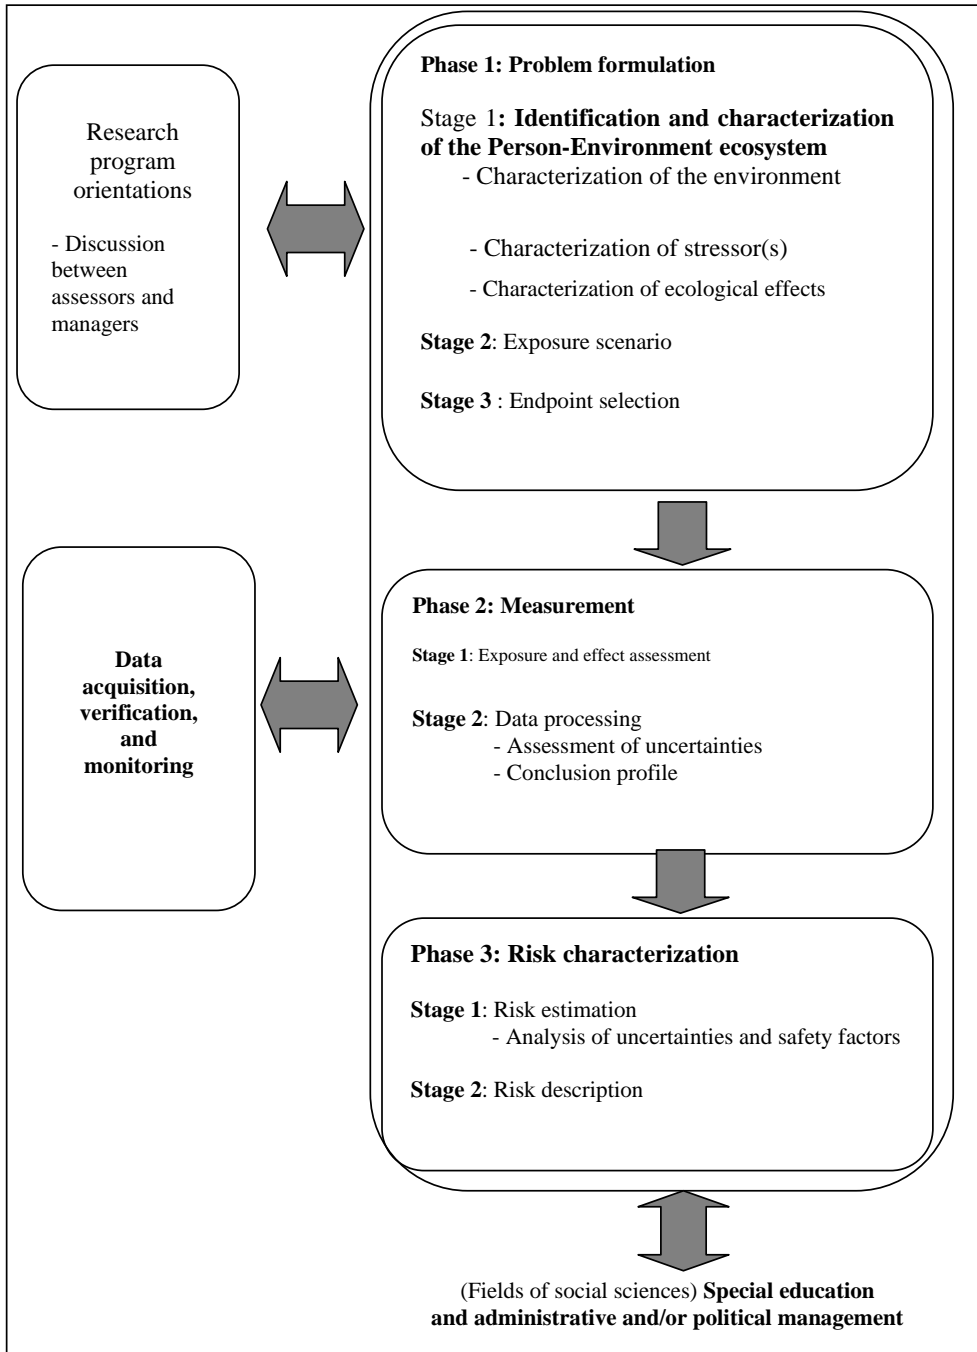 Research
program
orientations
- Discussion
between
assessors and
managers
Phase 1: Problem formulation
Stage 1: Identification and characterization
of the Person-Environment ecosystem
- Characterization of the environment
- Characterization of stressor(s)
- Characterization of ecological effects
Stage 2: Exposure scenario
Stage 3 : Endpoint selection
Data
acquisition,
verification,
and
monitoring
Phase 2: Measurement
Stage 1: Exposure and effect assessment
Stage 2: Data processing
- Assessment of uncertainties
- Conclusion profile
Phase 3: Risk characterization
Stage 1: Risk estimation
- Analysis of uncertainties and safety factors
Stage 2: Risk description
(Fields of social sciences) Special education
and administrative and/or political management